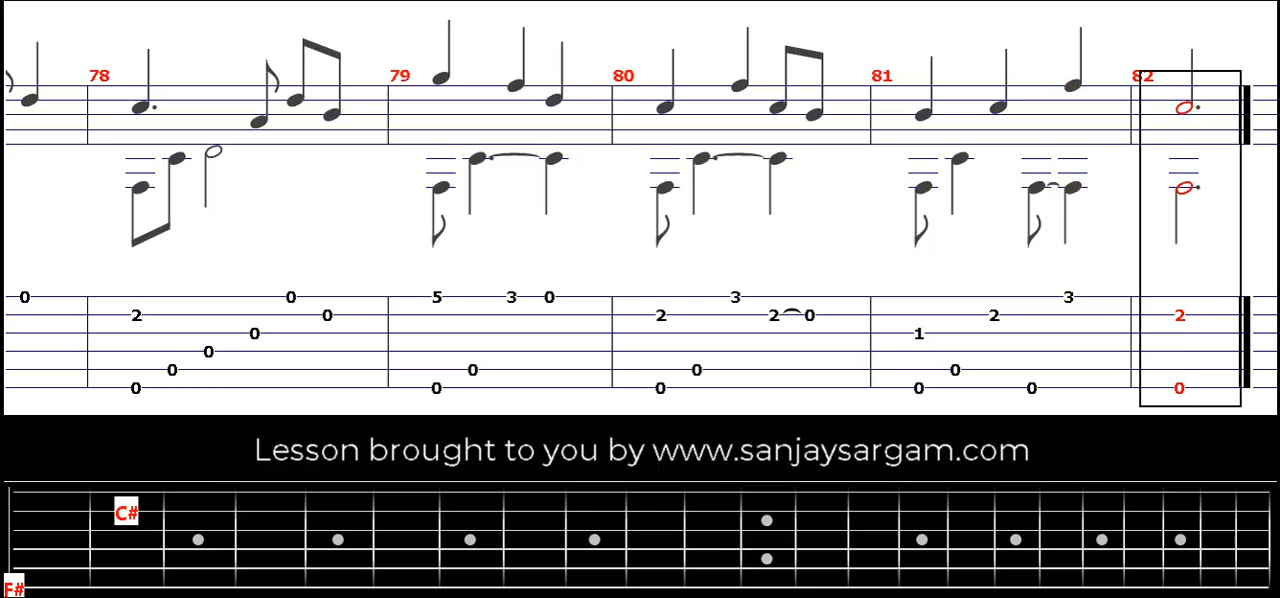 78 79 80 81 82
0 0 5 3 0 3 3
2 0 2 2 0 2 2
0 1
0
0 0 0 0
0 0 0 0 0 0
Lesson brought to you by www.sanjaysargam.com
C#
F#